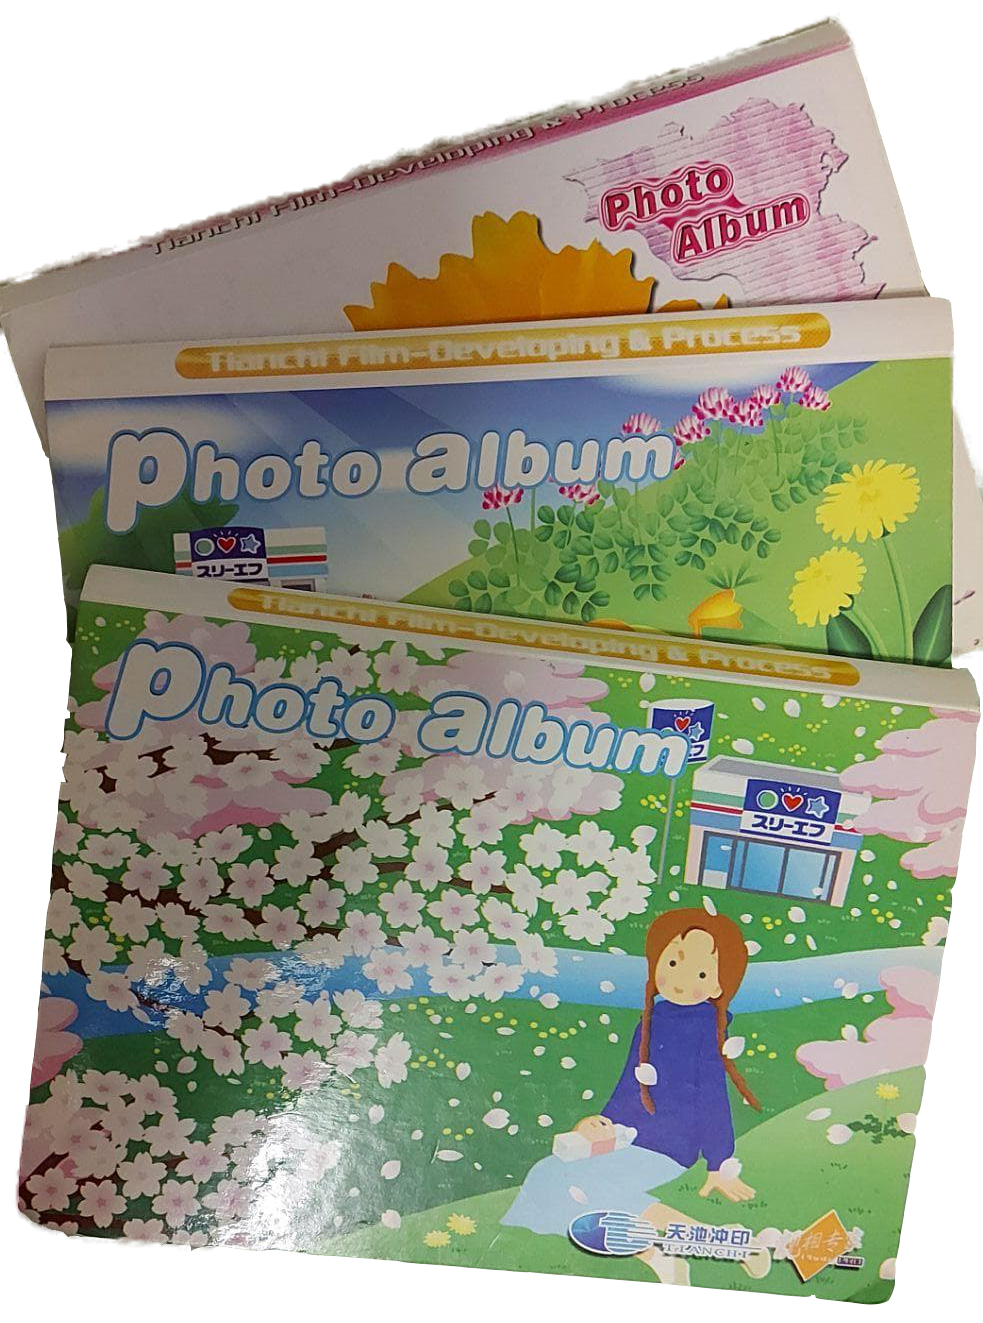 Tianchi Film-Developing & Process
Photo
Album
Tianchi Film-Developing & Process
Photo album
スリーエフ
Tianchi Film-Developing & Process
Photo album
スリーエフ
天池冲印
TIANCHI